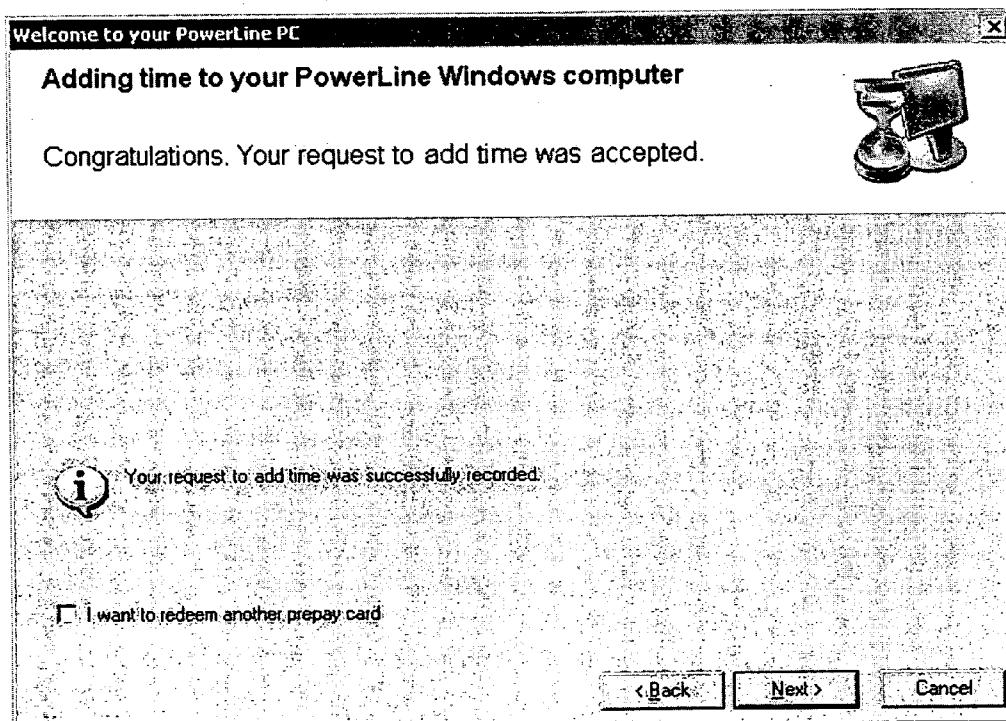 Welcome to your PowerLine PC
Adding time to your PowerLine Windows computer
Congratulations. Your request to add time was accepted.
Your request to add time was successfully recorded.
I want to redeem another prepay card
< Back
Next >
Cancel